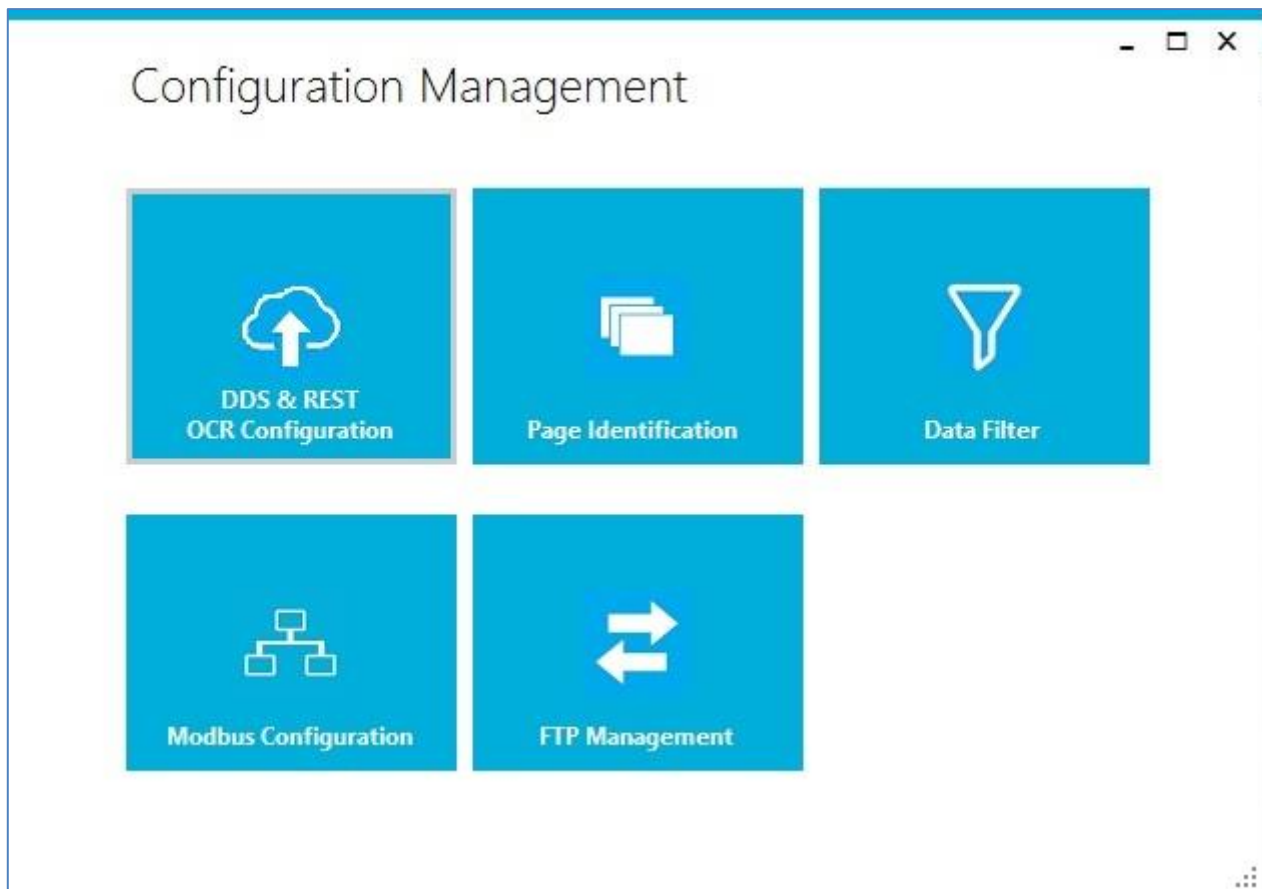 Configuration Management
DDS & REST
OCR Configuration
Page Identification
Data Filter
Modbus Configuration
FTP Management